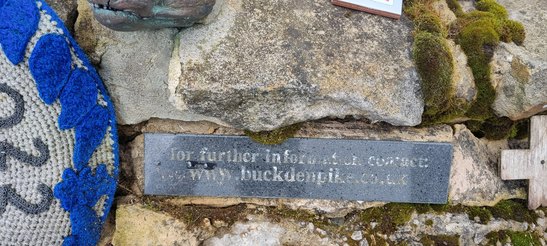 for further information contact:
www.buckdenpike.co.uk